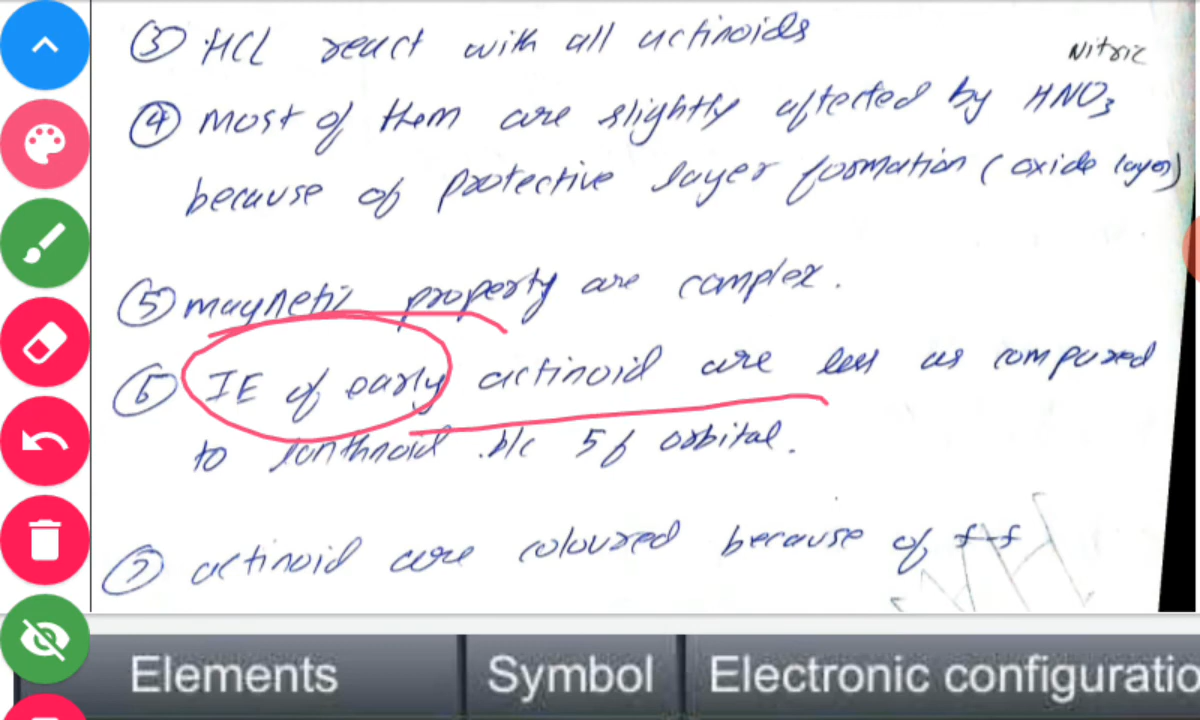 ③ HCL react with all actinoids
Nitric
④ most of them are slightly affected by HNO₃
because of protective layer formation (oxide layer)
⑤ magnetic property are complex.
⑥ IE of early actinoid are less as compared
to lanthnoid b/c 5f orbital.
⑦ actinoid are coloured because of f-f
Elements Symbol Electronic configuratio